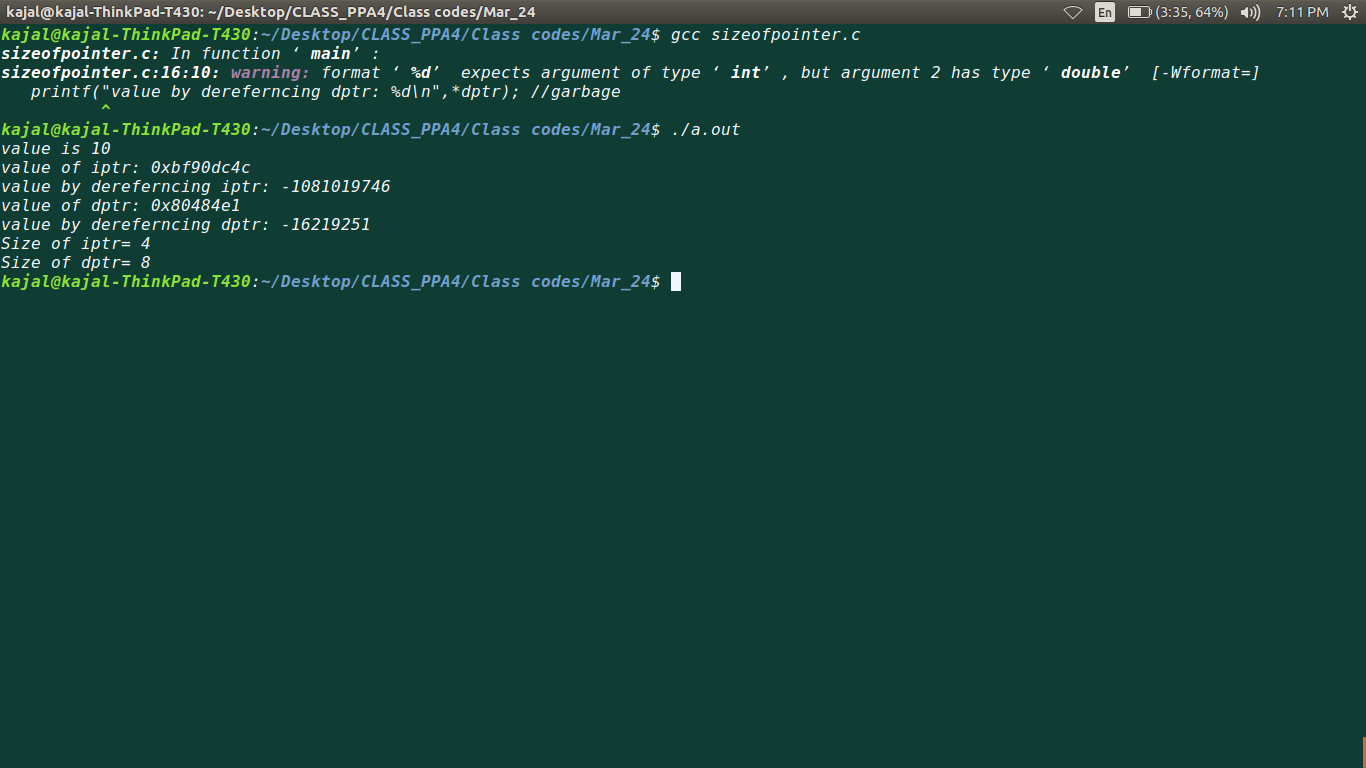 kajal@kajal-ThinkPad-T430: ~/Desktop/CLASS_PPA4/Class codes/Mar_24 En (3:35, 64%) 7:11 PM
kajal@kajal-ThinkPad-T430:~/Desktop/CLASS_PPA4/Class codes/Mar_24$ gcc sizeofpointer.c
sizeofpointer.c: In function ‘ main’ :
sizeofpointer.c:16:10: warning: format ‘ %d’  expects argument of type ‘ int’ , but argument 2 has type ‘ double’  [-Wformat=]
   printf("value by dereferncing dptr: %d\n",*dptr); //garbage
          ^
kajal@kajal-ThinkPad-T430:~/Desktop/CLASS_PPA4/Class codes/Mar_24$ ./a.out
value is 10
value of iptr: 0xbf90dc4c
value by dereferncing iptr: -1081019746
value of dptr: 0x80484e1
value by dereferncing dptr: -16219251
Size of iptr= 4
Size of dptr= 8
kajal@kajal-ThinkPad-T430:~/Desktop/CLASS_PPA4/Class codes/Mar_24$